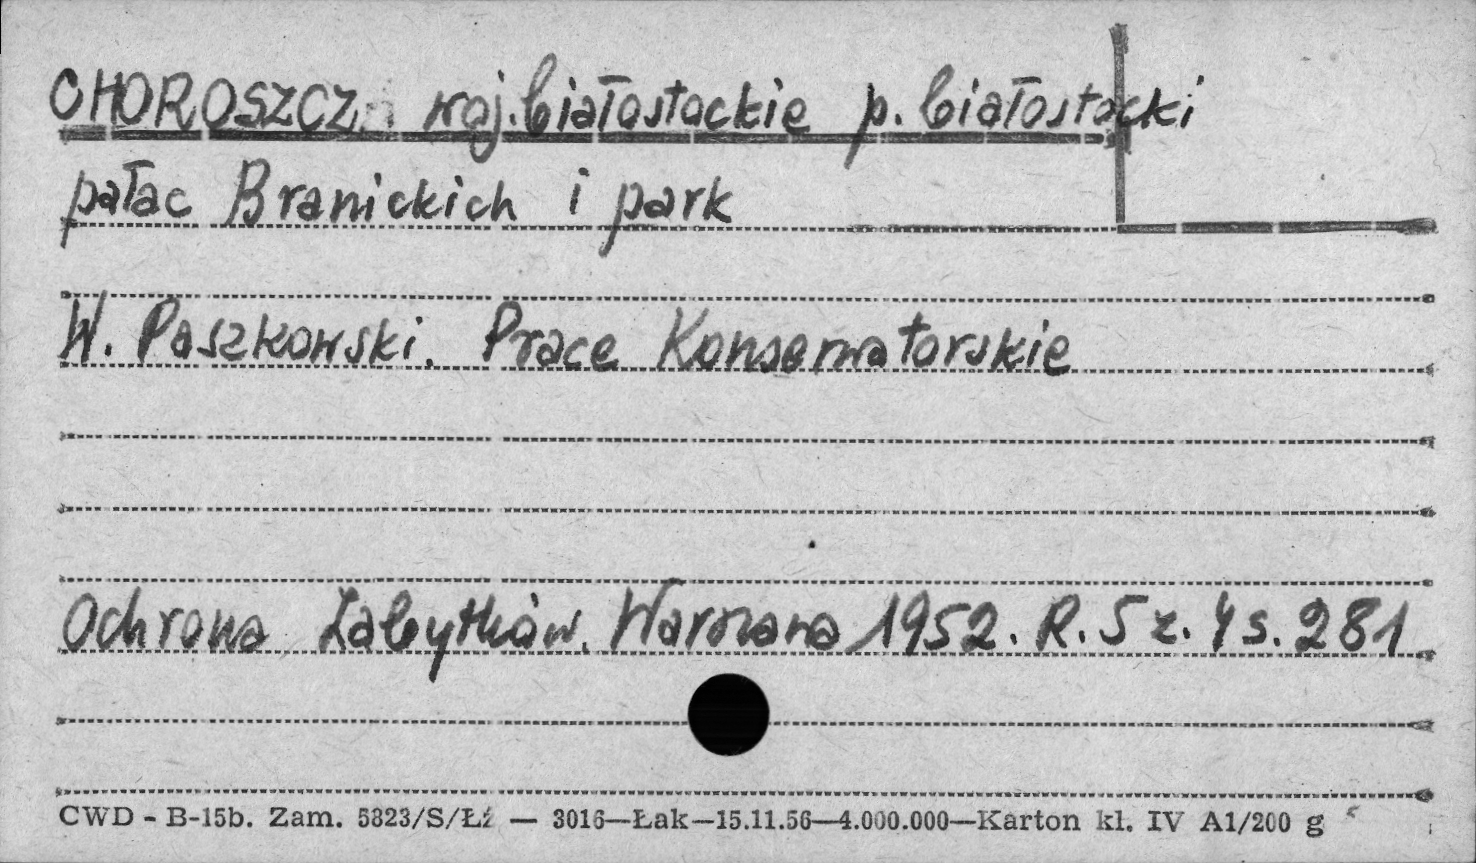 CHOROSZCZ woj. białostockie p. białostocki
pałac Branickich i park
W. Paszkowski. Prace Konserwatorskie
Ochrona Zabytków. Warszawa 1952. R. 5 z. 4 s. 281
CWD - B-15b. Zam. 5323/S/Łź — 3016—Łak—15.11.56—4.000.000—Karton kl. IV A1/200 g